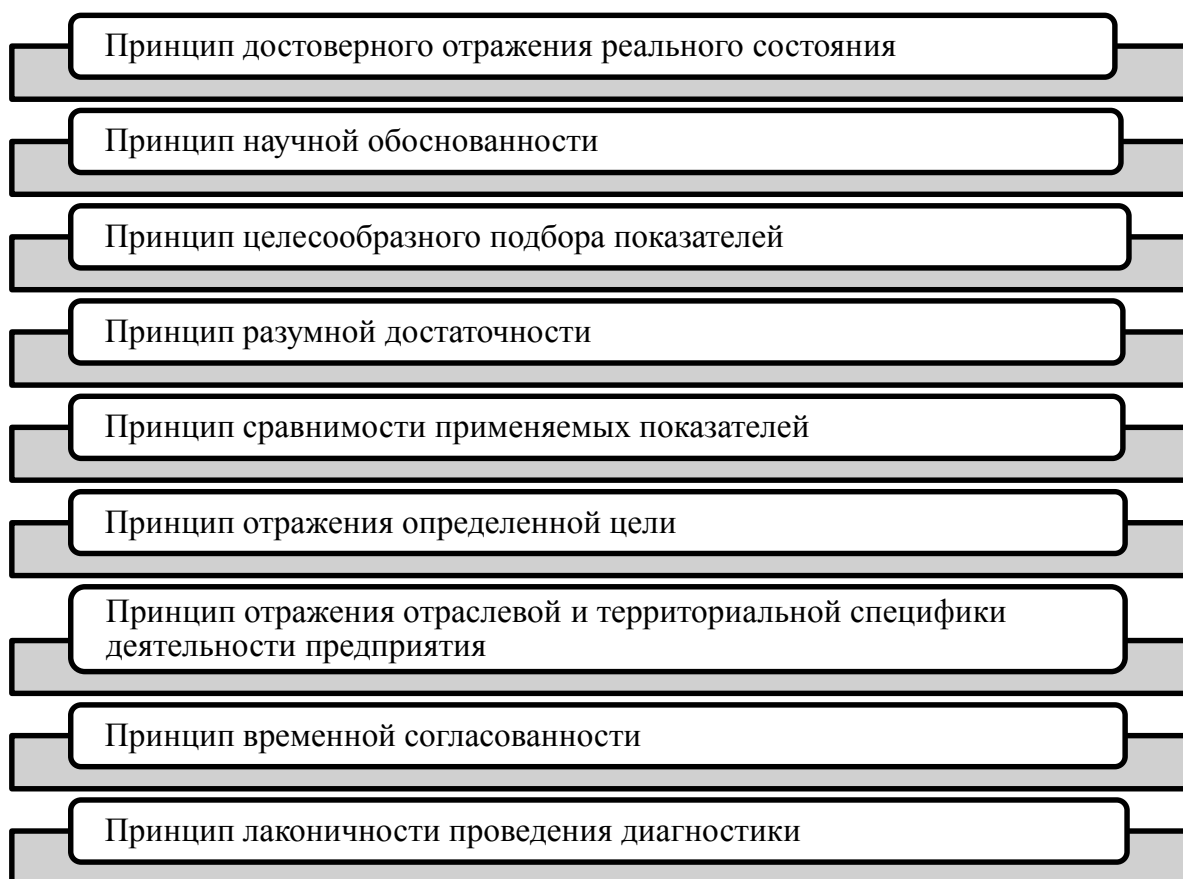 Принцип достоверного отражения реального состояния
Принцип научной обоснованности
Принцип целесообразного подбора показателей
Принцип разумной достаточности
Принцип сравнимости применяемых показателей
Принцип отражения определенной цели
Принцип отражения отраслевой и территориальной специфики
деятельности предприятия
Принцип временной согласованности
Принцип лаконичности проведения диагностики